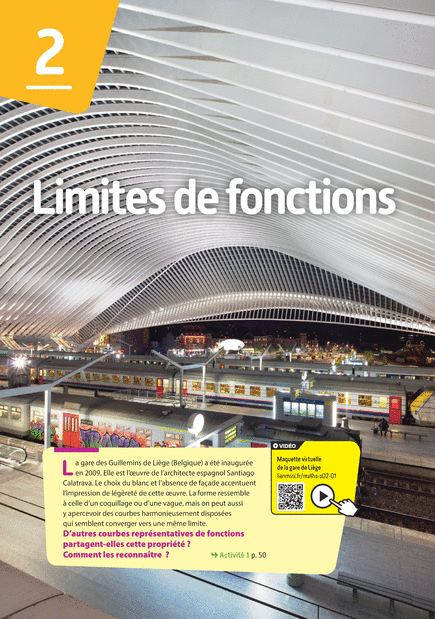 2
Limites de fonctions
La gare des Guillemins de Liège (Belgique) a été inaugurée
en 2009. Elle est l'œuvre de l'architecte espagnol Santiago
Calatrava. Le choix du blanc et l'absence de façade accentuent
l'impression de légèreté de cette œuvre. La forme ressemble
à celle d'un coquillage ou d'une vague, mais on peut aussi
y apercevoir des courbes harmonieusement disposées
qui semblent converger vers une même limite.
D'autres courbes représentatives de fonctions
partagent-elles cette propriété ?
Comment les reconnaitre ?
Activité 1 p. 50
VIDÉO
Maquette virtuelle
de la gare de Liège
lienmini.fr/maths-s02-01